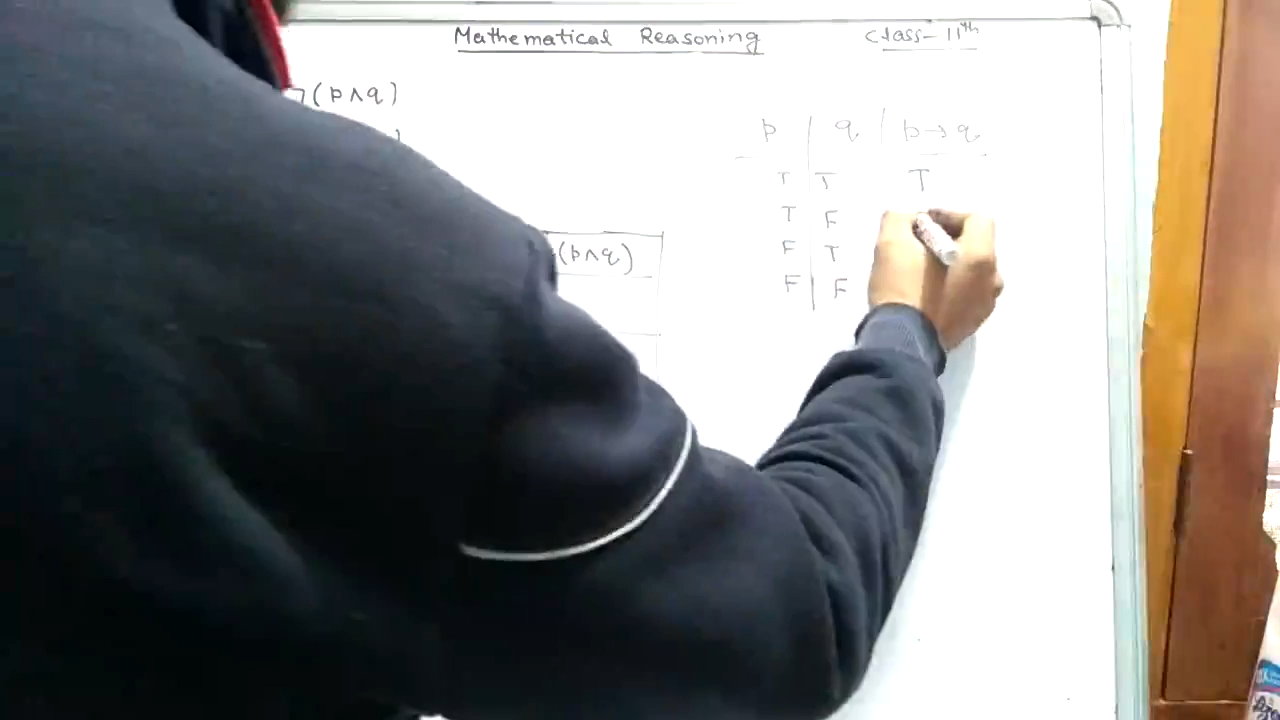 Mathematical Reasoning Class-11th
¬(p∧q)
p q p→q
T T T
T F
(p∧q)
F T
F F